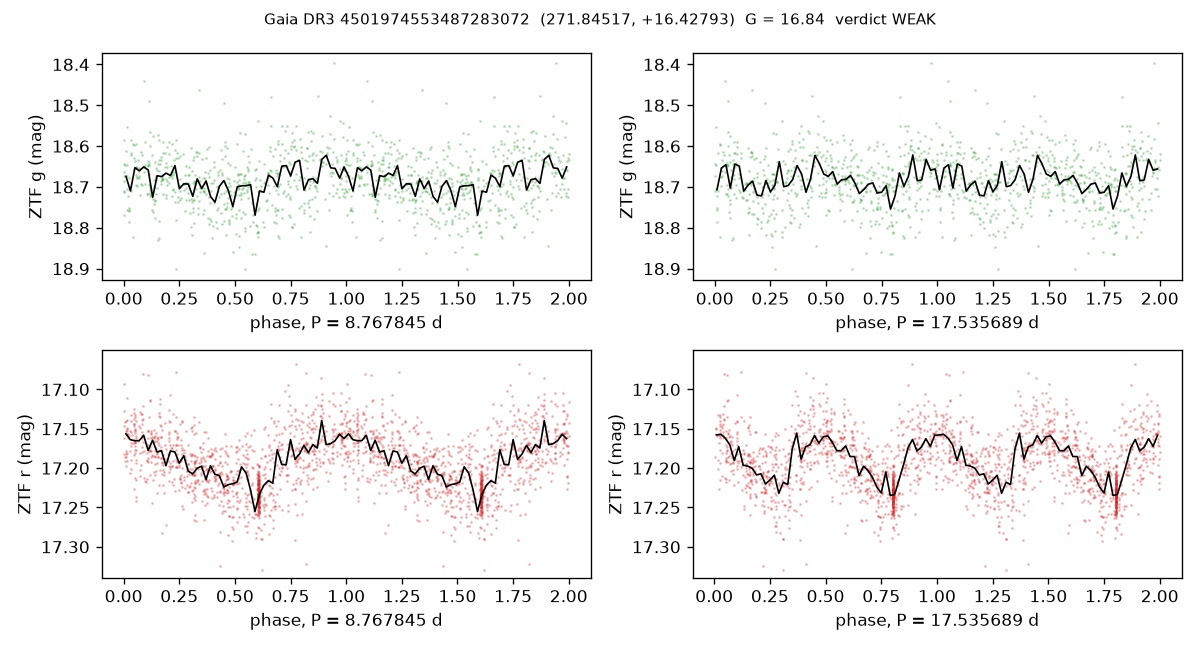 Gaia DR3 4501974553487283072 (271.84517, +16.42793) G = 16.84 verdict WEAK
ZTF g (mag)
18.4
18.5
18.6
18.7
18.8
18.9
0.00 0.25 0.50 0.75 1.00 1.25 1.50 1.75 2.00
phase, P = 8.767845 d
ZTF g (mag)
18.4
18.5
18.6
18.7
18.8
18.9
0.00 0.25 0.50 0.75 1.00 1.25 1.50 1.75 2.00
phase, P = 17.535689 d
ZTF r (mag)
17.10
17.15
17.20
17.25
17.30
0.00 0.25 0.50 0.75 1.00 1.25 1.50 1.75 2.00
phase, P = 8.767845 d
ZTF r (mag)
17.10
17.15
17.20
17.25
17.30
0.00 0.25 0.50 0.75 1.00 1.25 1.50 1.75 2.00
phase, P = 17.535689 d